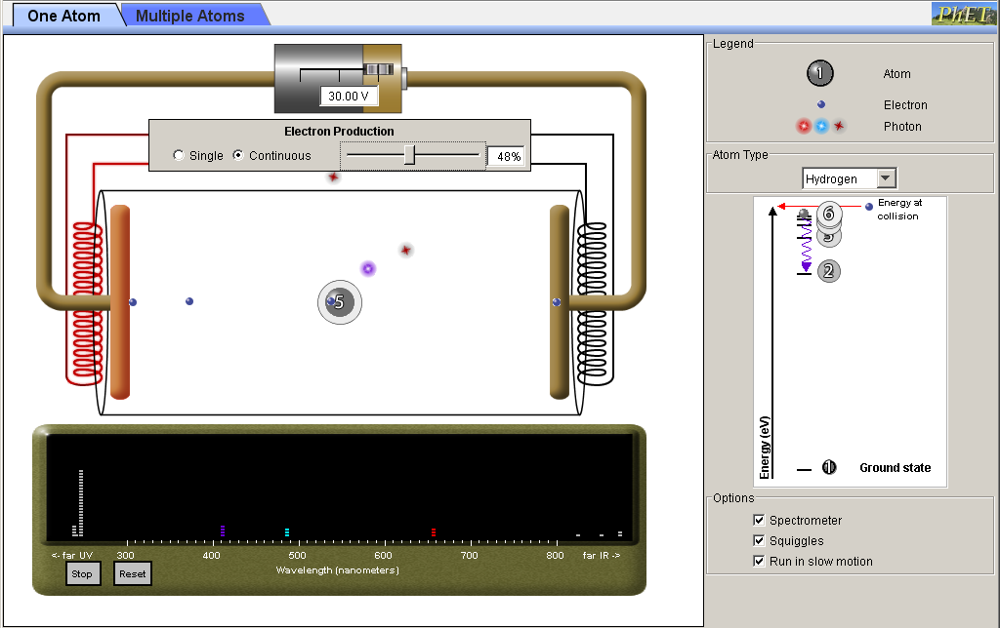 One Atom
Multiple Atoms
PhET
30.00 V
Electron Production
Single
Continuous
48%
5
<- far UV
300
400
500
600
700
800
far IR ->
Wavelength (nanometers)
Stop
Reset
Legend
1
Atom
Electron
Photon
Atom Type
Hydrogen
Energy at
collision
6
5
2
1
Ground state
Energy (eV)
Options
Spectrometer
Squiggles
Run in slow motion